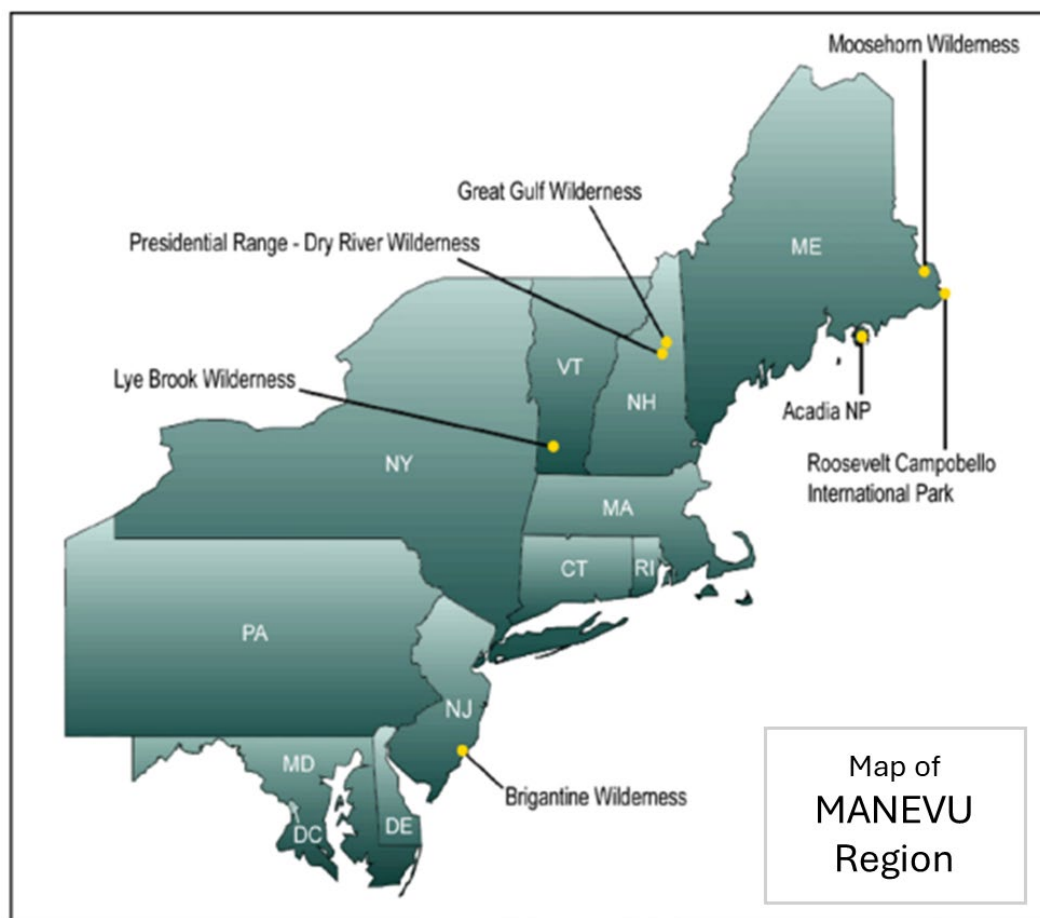 Moosehorn Wilderness
Great Gulf Wilderness
Presidential Range - Dry River Wilderness
ME
Lye Brook Wilderness
VT
NH
Acadia NP
NY
Roosevelt Campobello
International Park
MA
CT
RI
PA
NJ
MD
Brigantine Wilderness
DC
DE
Map of
MANEVU
Region